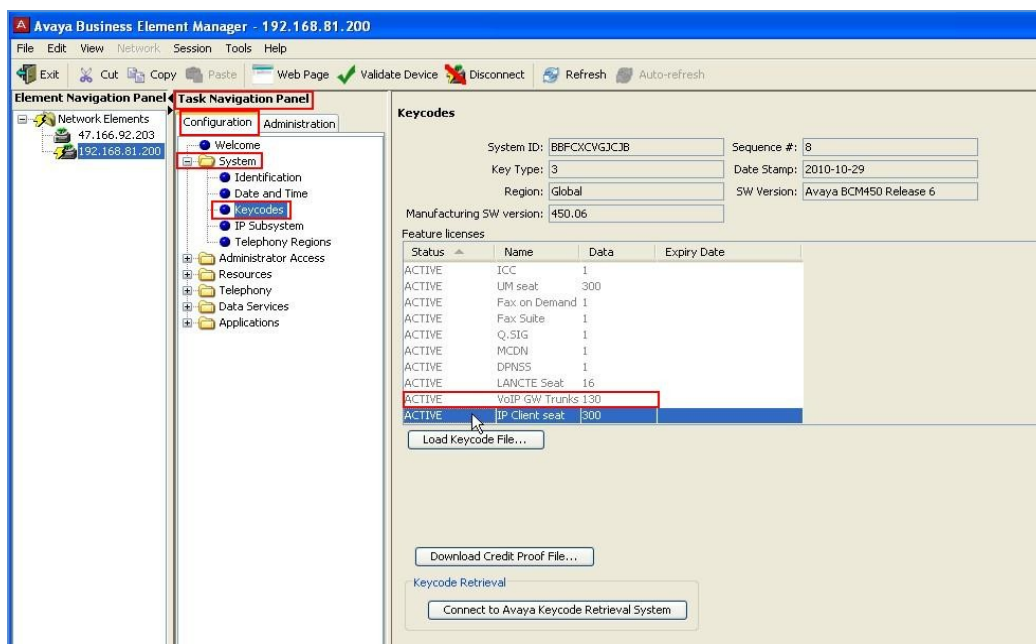 Avaya Business Element Manager - 192.168.81.200
File Edit View Network Session Tools Help
Exit Cut Copy Paste Web Page Validate Device Disconnect Refresh Auto-refresh
Element Navigation Panel
Network Elements
47.166.92.203
192.168.81.200
Task Navigation Panel
Configuration Administration
Welcome
System
Identification
Date and Time
Keycodes
IP Subsystem
Telephony Regions
Administrator Access
Resources
Telephony
Data Services
Applications
Keycodes
System ID: BBFCXCVGJCJB Sequence #: 8
Key Type: 3 Date Stamp: 2010-10-29
Region: Global SW Version: Avaya BCM450 Release 6
Manufacturing SW version: 450.06
Feature licenses
Status Name Data Expiry Date
ACTIVE ICC 1
ACTIVE UM seat 300
ACTIVE Fax on Demand 1
ACTIVE Fax Suite 1
ACTIVE Q.SIG 1
ACTIVE MCDN 1
ACTIVE DPNSS 1
ACTIVE LANCTE Seat 16
ACTIVE VoIP GW Trunks 130
ACTIVE IP Client seat 300
Load Keycode File...
Download Credit Proof File...
Keycode Retrieval
Connect to Avaya Keycode Retrieval System